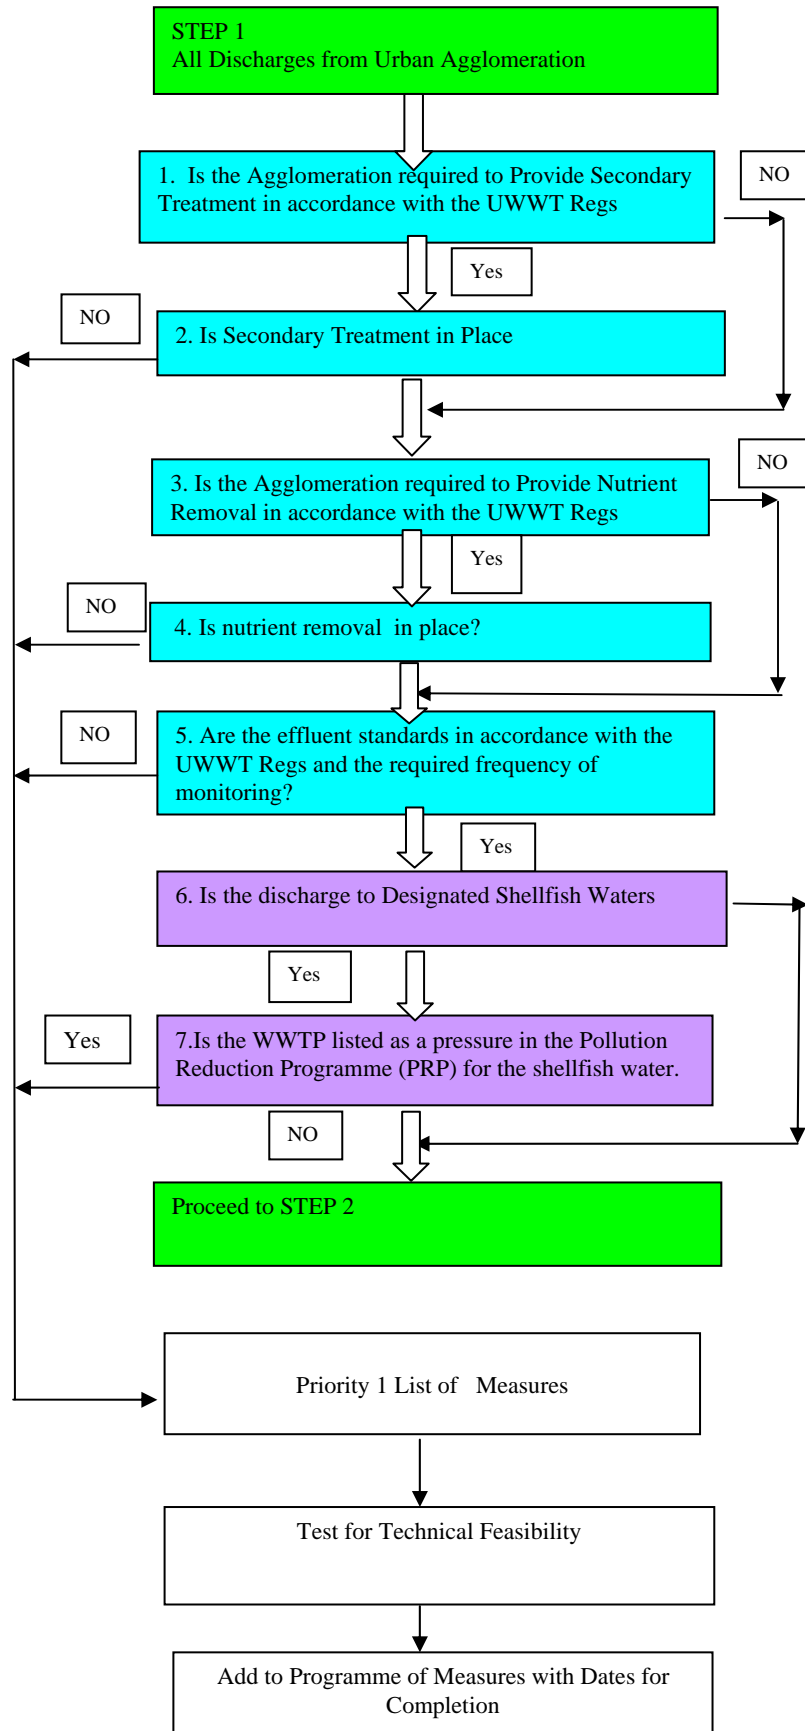 STEP 1
All Discharges from Urban Agglomeration
1. Is the Agglomeration required to Provide Secondary
Treatment in accordance with the UWWT Regs
NO
Yes
NO
2. Is Secondary Treatment in Place
3. Is the Agglomeration required to Provide Nutrient
Removal in accordance with the UWWT Regs
NO
Yes
NO
4. Is nutrient removal in place?
NO
5. Are the effluent standards in accordance with the
UWWT Regs and the required frequency of
monitoring?
Yes
6. Is the discharge to Designated Shellfish Waters
Yes
Yes
7.Is the WWTP listed as a pressure in the Pollution
Reduction Programme (PRP) for the shellfish water.
NO
Proceed to STEP 2
Priority 1 List of Measures
Test for Technical Feasibility
Add to Programme of Measures with Dates for
Completion